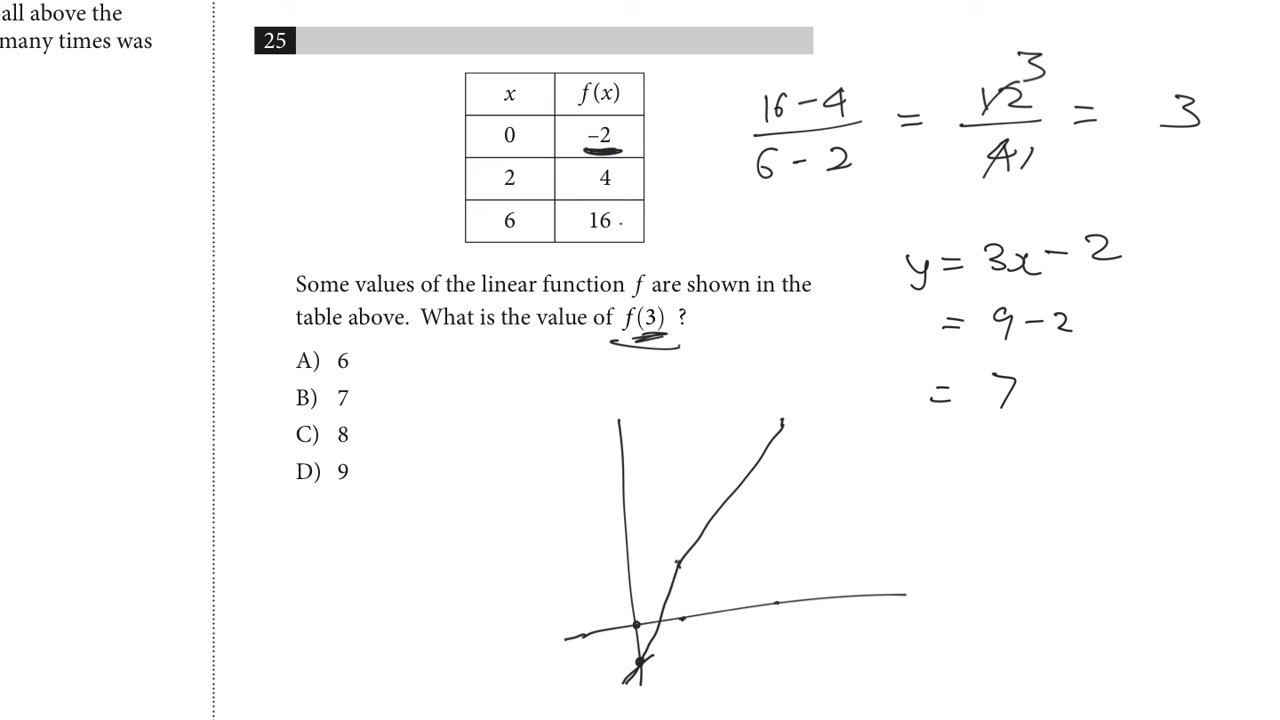 all above the
many times was
25
x f(x)
0 –2
2 4
6 16
Some values of the linear function f are shown in the
table above. What is the value of f(3) ?
A) 6
B) 7
C) 8
D) 9
16 - 4 / 6 - 2 = 12 3 / 4 1 = 3
y = 3x - 2
= 9 - 2
= 7